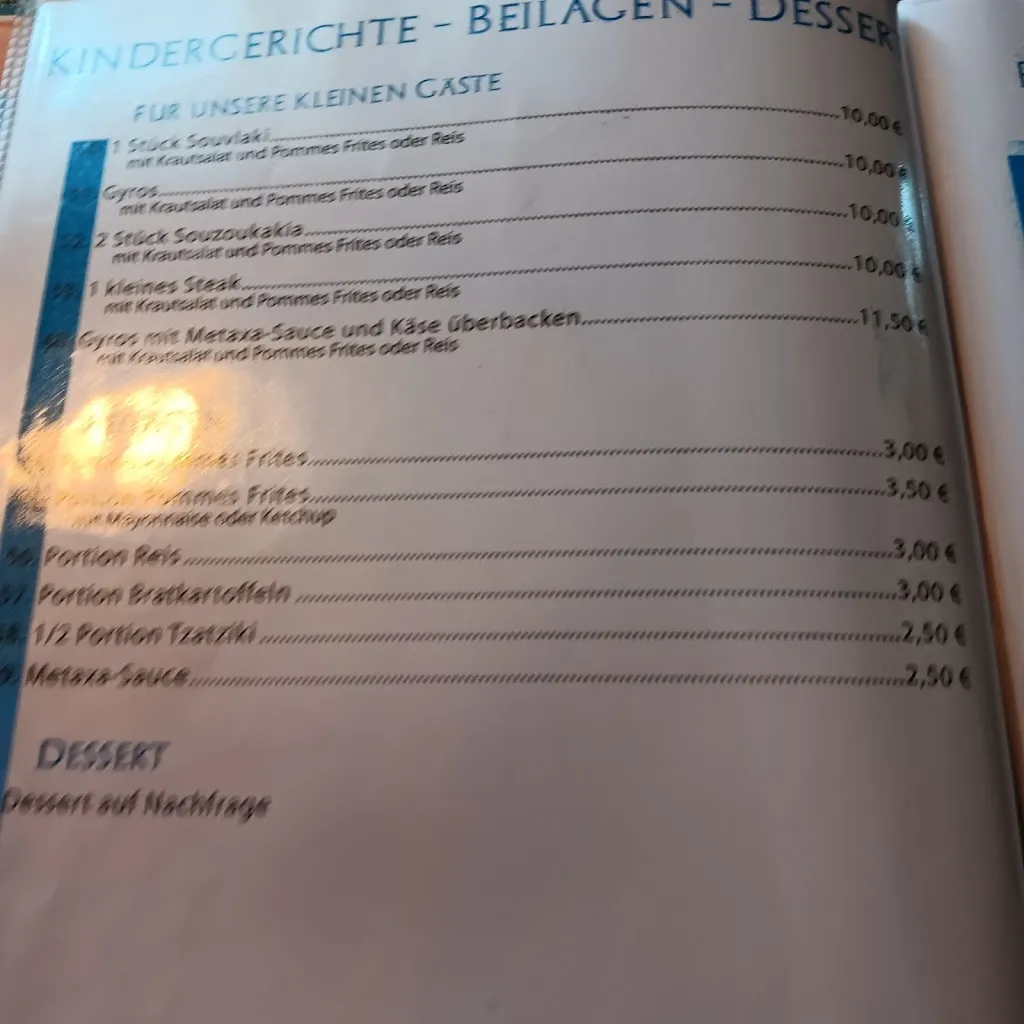 KINDERGERICHTE - BEILAGEN - DESSER
FÜR UNSERE KLEINEN GÄSTE
1 Stück Souvlaki 10,00 €
mit Krautsalat und Pommes Frites oder Reis
Gyros 10,00 €
mit Krautsalat und Pommes Frites oder Reis
2 Stück Souzoukakia 10,00 €
mit Krautsalat und Pommes Frites oder Reis
1 kleines Steak 10,00 €
mit Krautsalat und Pommes Frites oder Reis
Gyros mit Metaxa-Sauce und Käse überbacken 11,50 €
mit Krautsalat und Pommes Frites oder Reis
Frites 3,00 €
Pommes Frites 3,50 €
mit Mayonnaise oder Ketchup
Portion Reis 3,00 €
Portion Bratkartoffeln 3,00 €
1/2 Portion Tzatziki 2,50 €
Metaxa-Sauce 2,50 €
DESSERT
Dessert auf Nachfrage